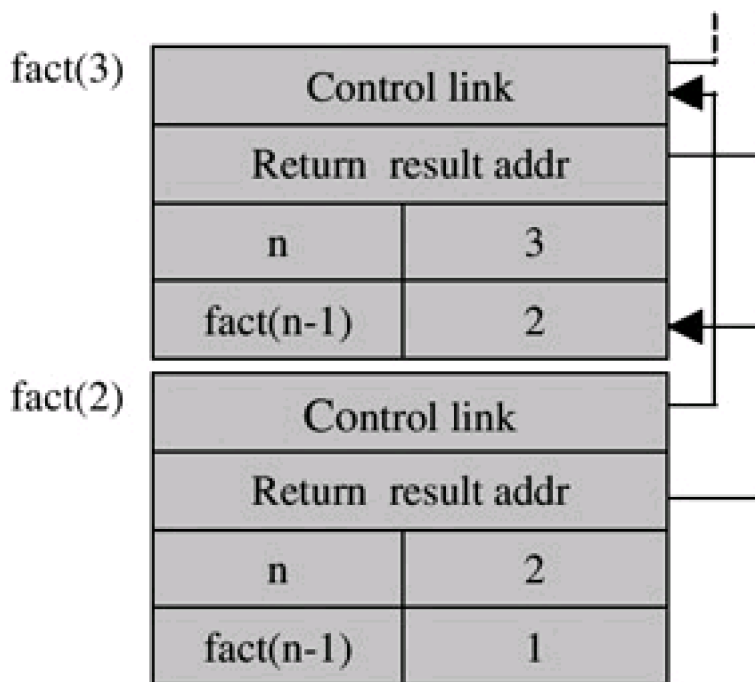 fact(3)
Control link
Return result addr
n 3
fact(n-1) 2
fact(2)
Control link
Return result addr
n 2
fact(n-1) 1